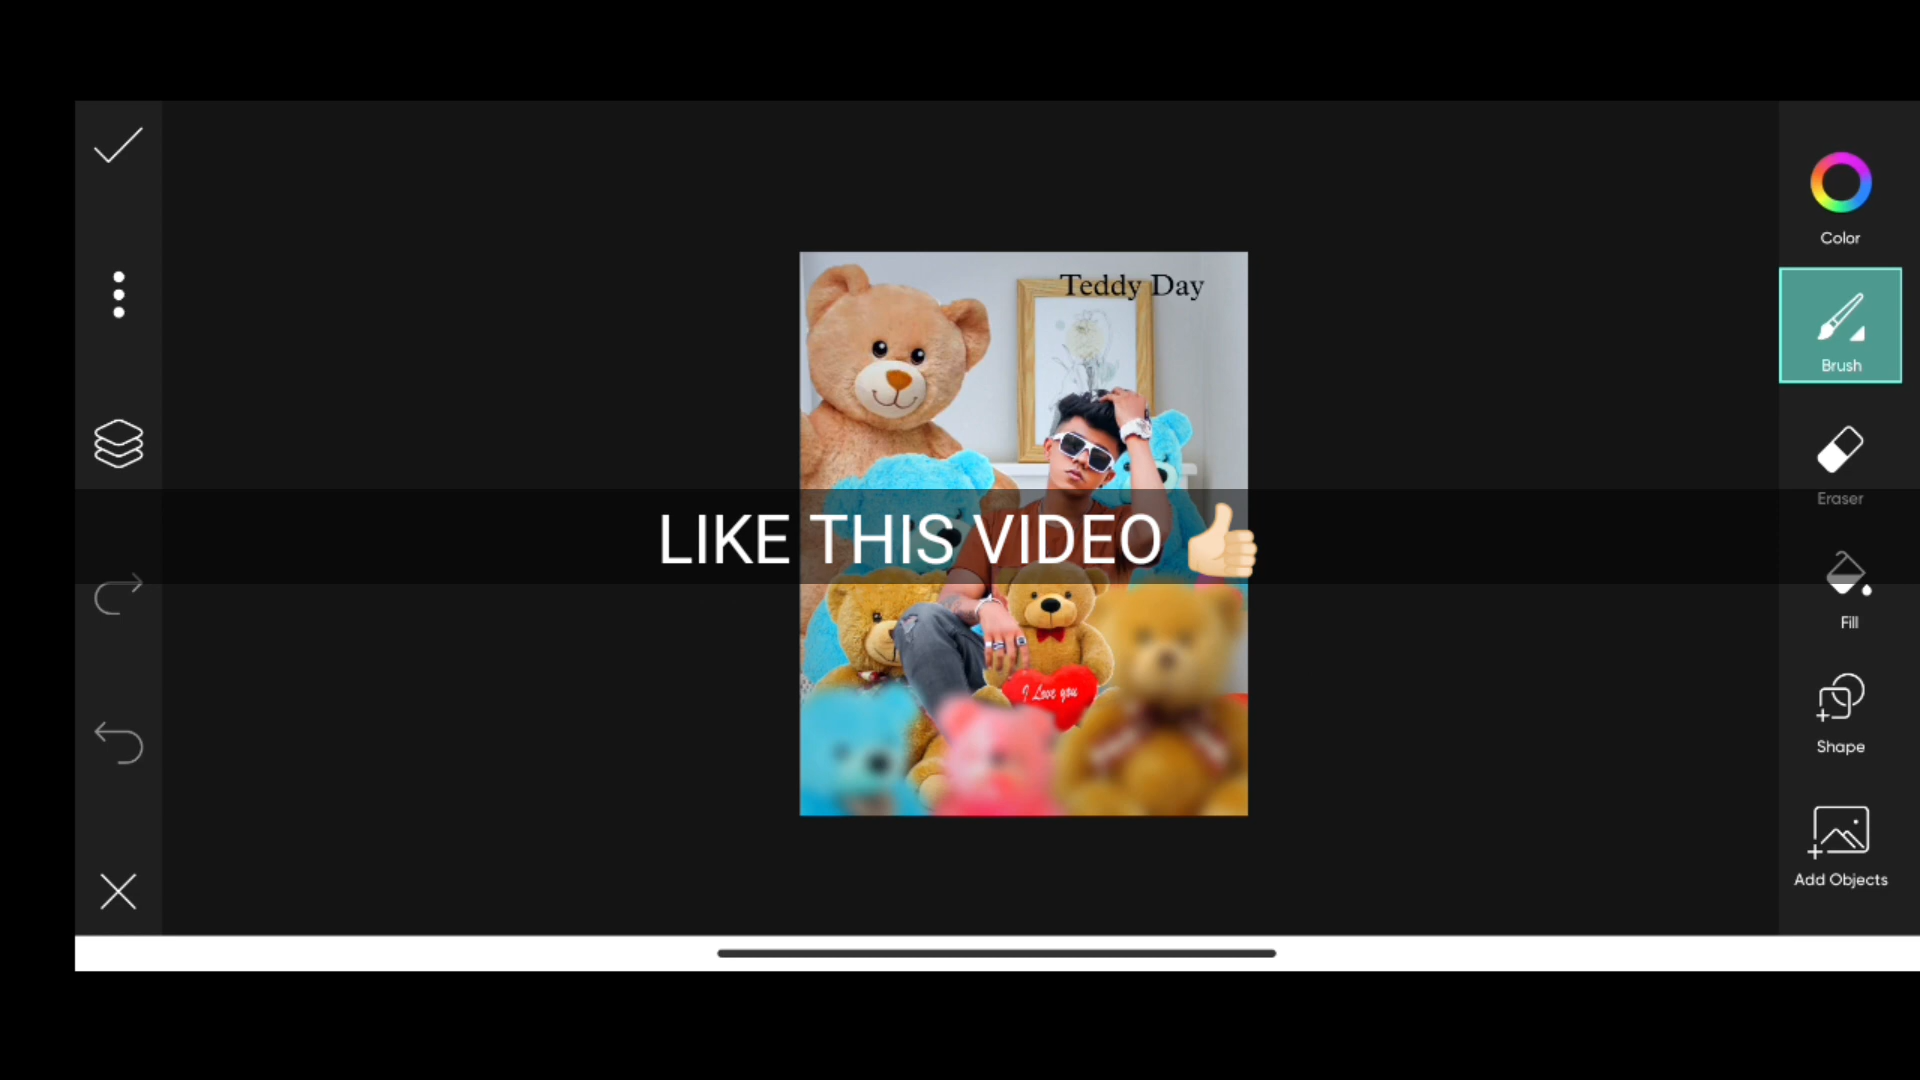 Color
Teddy Day
Brush
Eraser
LIKE THIS VIDEO 👍🏻
Fill
I Love you
Shape
Add Objects